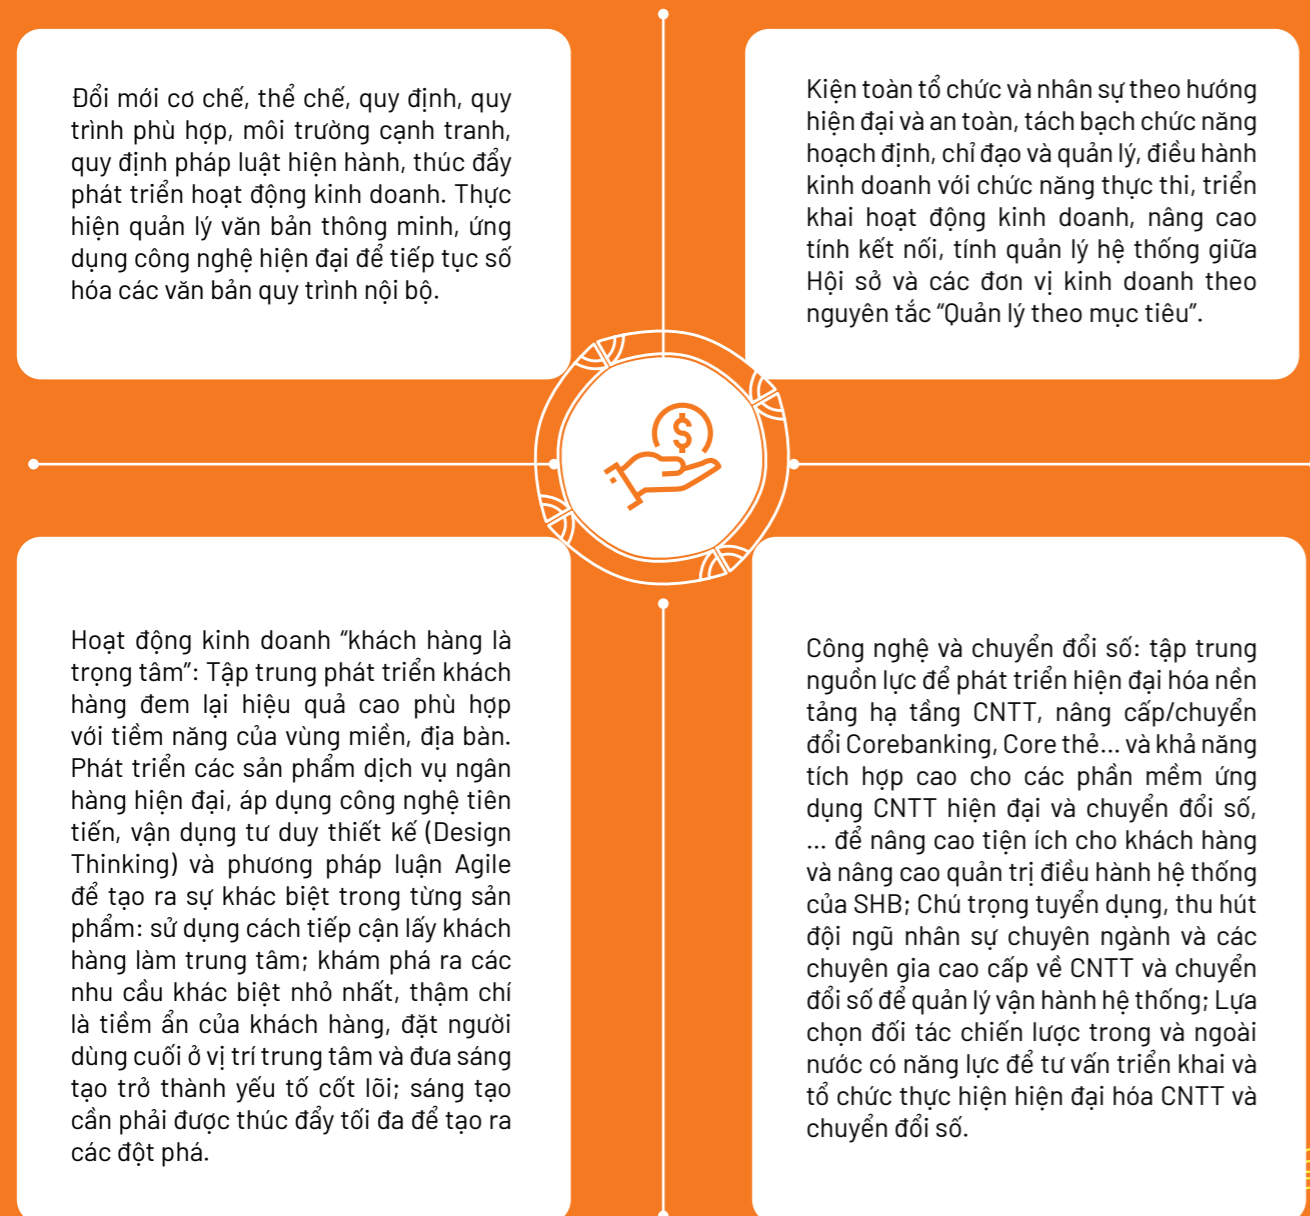 Đổi mới cơ chế, thể chế, quy định, quy
trình phù hợp, môi trường cạnh tranh,
quy định pháp luật hiện hành, thúc đẩy
phát triển hoạt động kinh doanh. Thực
hiện quản lý văn bản thông minh, ứng
dụng công nghệ hiện đại để tiếp tục số
hóa các văn bản quy trình nội bộ.
Kiện toàn tổ chức và nhân sự theo hướng
hiện đại và an toàn, tách bạch chức năng
hoạch định, chỉ đạo và quản lý, điều hành
kinh doanh với chức năng thực thi, triển
khai hoạt động kinh doanh, nâng cao
tính kết nối, tính quản lý hệ thống giữa
Hội sở và các đơn vị kinh doanh theo
nguyên tắc “Quản lý theo mục tiêu”.
$
Hoạt động kinh doanh “khách hàng là
trọng tâm”: Tập trung phát triển khách
hàng đem lại hiệu quả cao phù hợp
với tiềm năng của vùng miền, địa bàn.
Phát triển các sản phẩm dịch vụ ngân
hàng hiện đại, áp dụng công nghệ tiên
tiến, vận dụng tư duy thiết kế (Design
Thinking) và phương pháp luận Agile
để tạo ra sự khác biệt trong từng sản
phẩm: sử dụng cách tiếp cận lấy khách
hàng làm trung tâm; khám phá ra các
nhu cầu khác biệt nhỏ nhất, thậm chí
là tiềm ẩn của khách hàng, đặt người
dùng cuối ở vị trí trung tâm và đưa sáng
tạo trở thành yếu tố cốt lõi; sáng tạo
cần phải được thúc đẩy tối đa để tạo ra
các đột phá.
Công nghệ và chuyển đổi số: tập trung
nguồn lực để phát triển hiện đại hóa nền
tảng hạ tầng CNTT, nâng cấp/chuyển
đổi Corebanking, Core thẻ... và khả năng
tích hợp cao cho các phần mềm ứng
dụng CNTT hiện đại và chuyển đổi số,
... để nâng cao tiện ích cho khách hàng
và nâng cao quản trị điều hành hệ thống
của SHB; Chú trọng tuyển dụng, thu hút
đội ngũ nhân sự chuyên ngành và các
chuyên gia cao cấp về CNTT và chuyển
đổi số để quản lý vận hành hệ thống; Lựa
chọn đối tác chiến lược trong và ngoài
nước có năng lực để tư vấn triển khai và
tổ chức thực hiện hiện đại hóa CNTT và
chuyển đổi số.